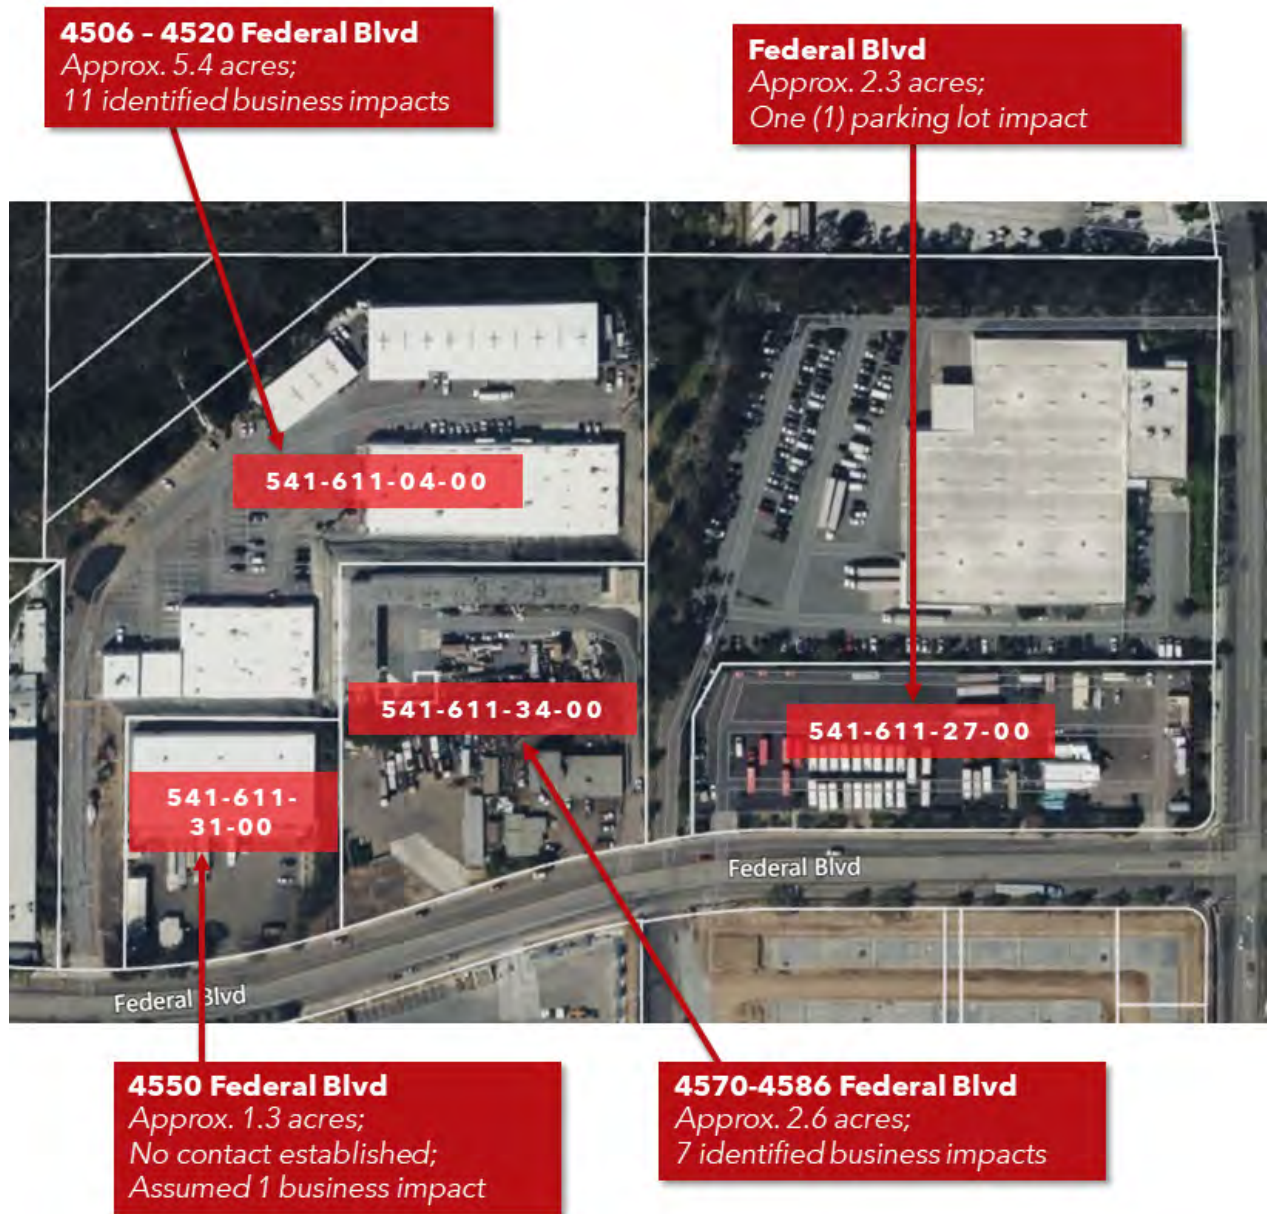 4506 – 4520 Federal Blvd
Approx. 5.4 acres;
11 identified business impacts
Federal Blvd
Approx. 2.3 acres;
One (1) parking lot impact
541-611-04-00
541-611-34-00
541-611-27-00
541-611-
31-00
Federal Blvd
Federal Blvd
4550 Federal Blvd
Approx. 1.3 acres;
No contact established;
Assumed 1 business impact
4570-4586 Federal Blvd
Approx. 2.6 acres;
7 identified business impacts